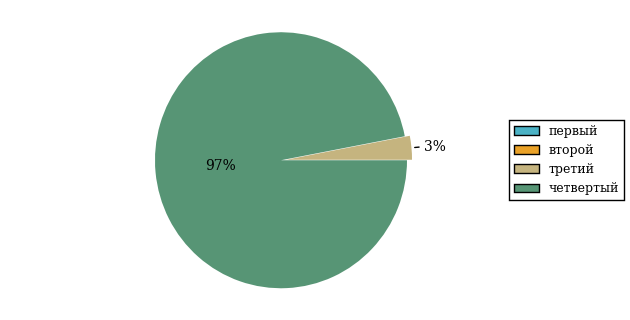 97%
3%
первый
второй
третий
четвертый